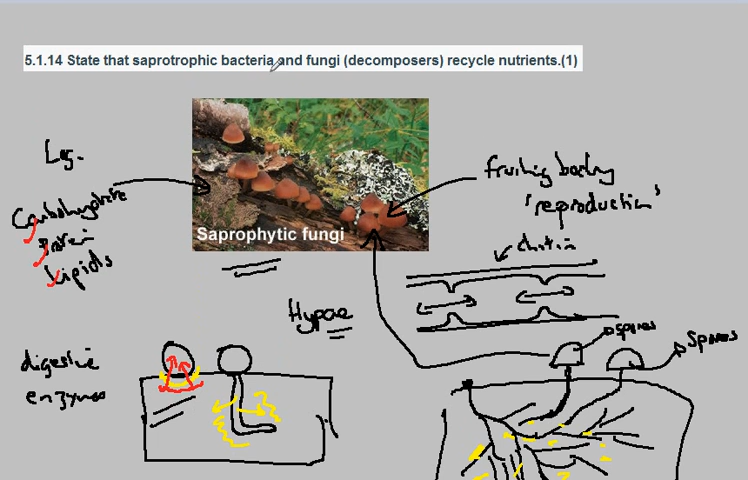 5.1.14 State that saprotrophic bacteria and fungi (decomposers) recycle nutrients.(1)
Log.
Carbohydrate
Protein
Lipids
Saprophytic fungi
fruiting body
'reproduction'
chitin
Hypae
spores
Spores
digestive
enzymes